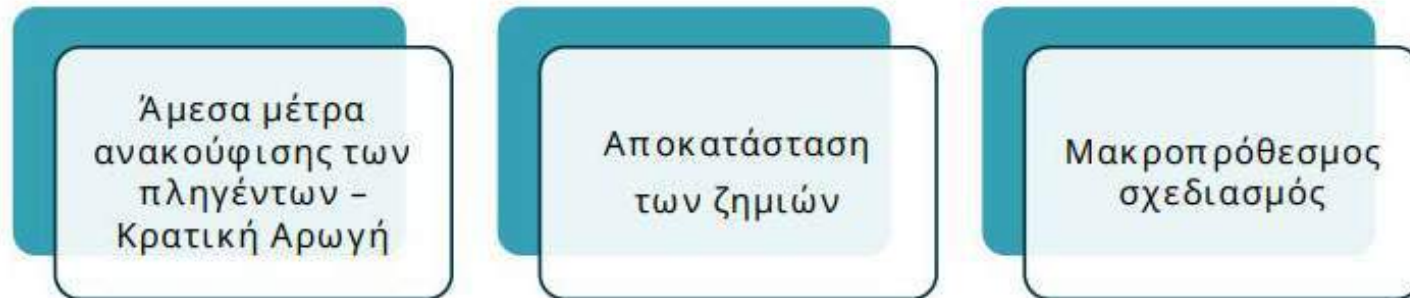 Άμεσα μέτρα
ανακούφισης των
πληγέντων –
Κρατική Αρωγή
Αποκατάσταση
των ζημιών
Μακροπρόθεσμος
σχεδιασμός